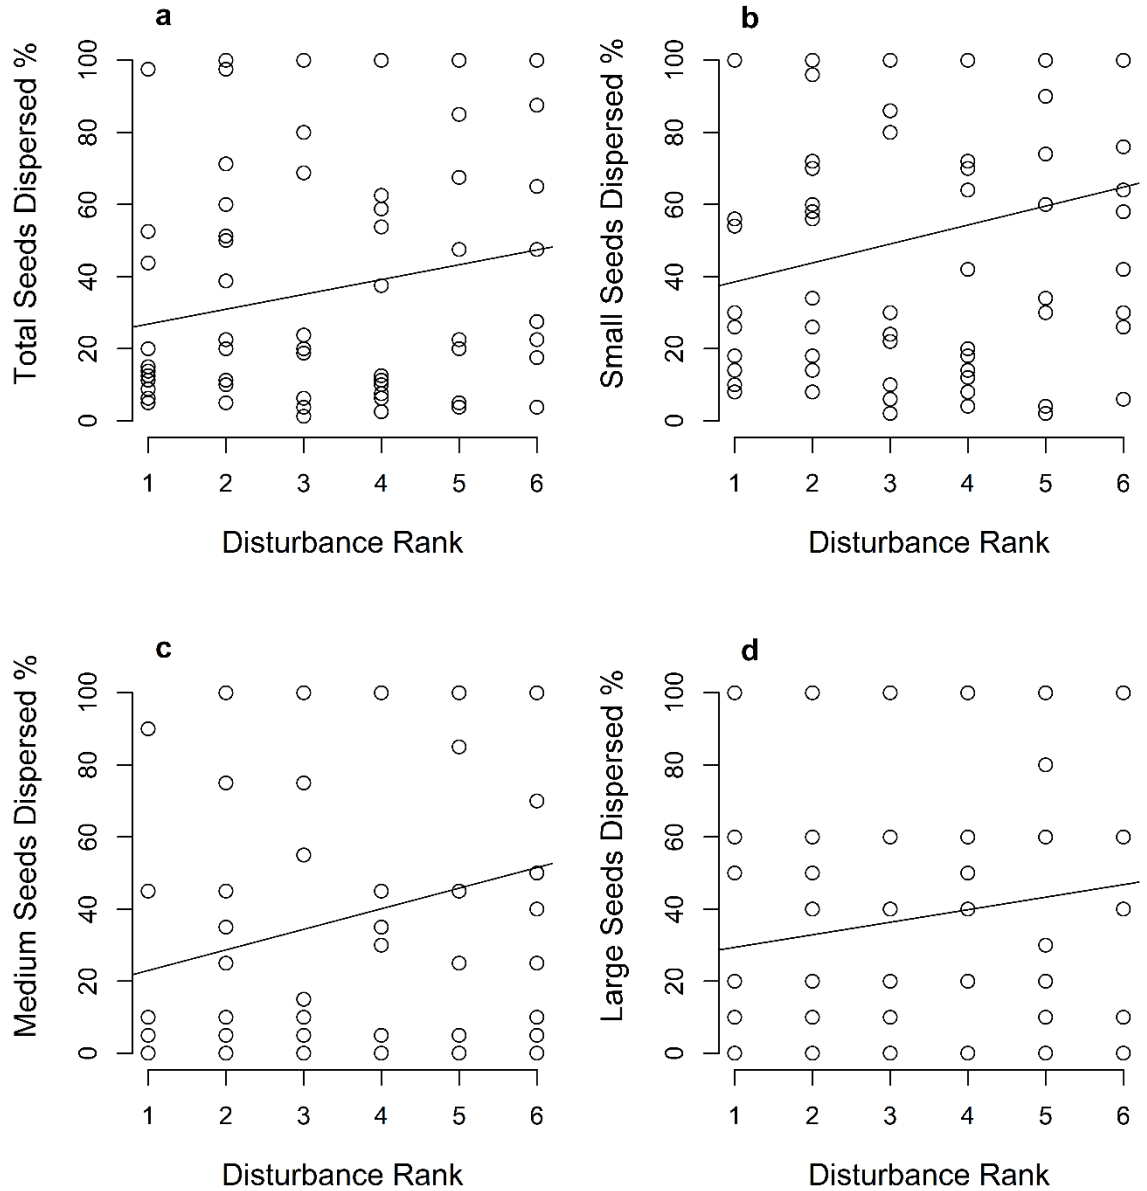 a
Total Seeds Dispersed %
0 20 40 60 80 100
1 2 3 4 5 6
Disturbance Rank
b
Small Seeds Dispersed %
0 20 40 60 80 100
1 2 3 4 5 6
Disturbance Rank
c
Medium Seeds Dispersed %
0 20 40 60 80 100
1 2 3 4 5 6
Disturbance Rank
d
Large Seeds Dispersed %
0 20 40 60 80 100
1 2 3 4 5 6
Disturbance Rank